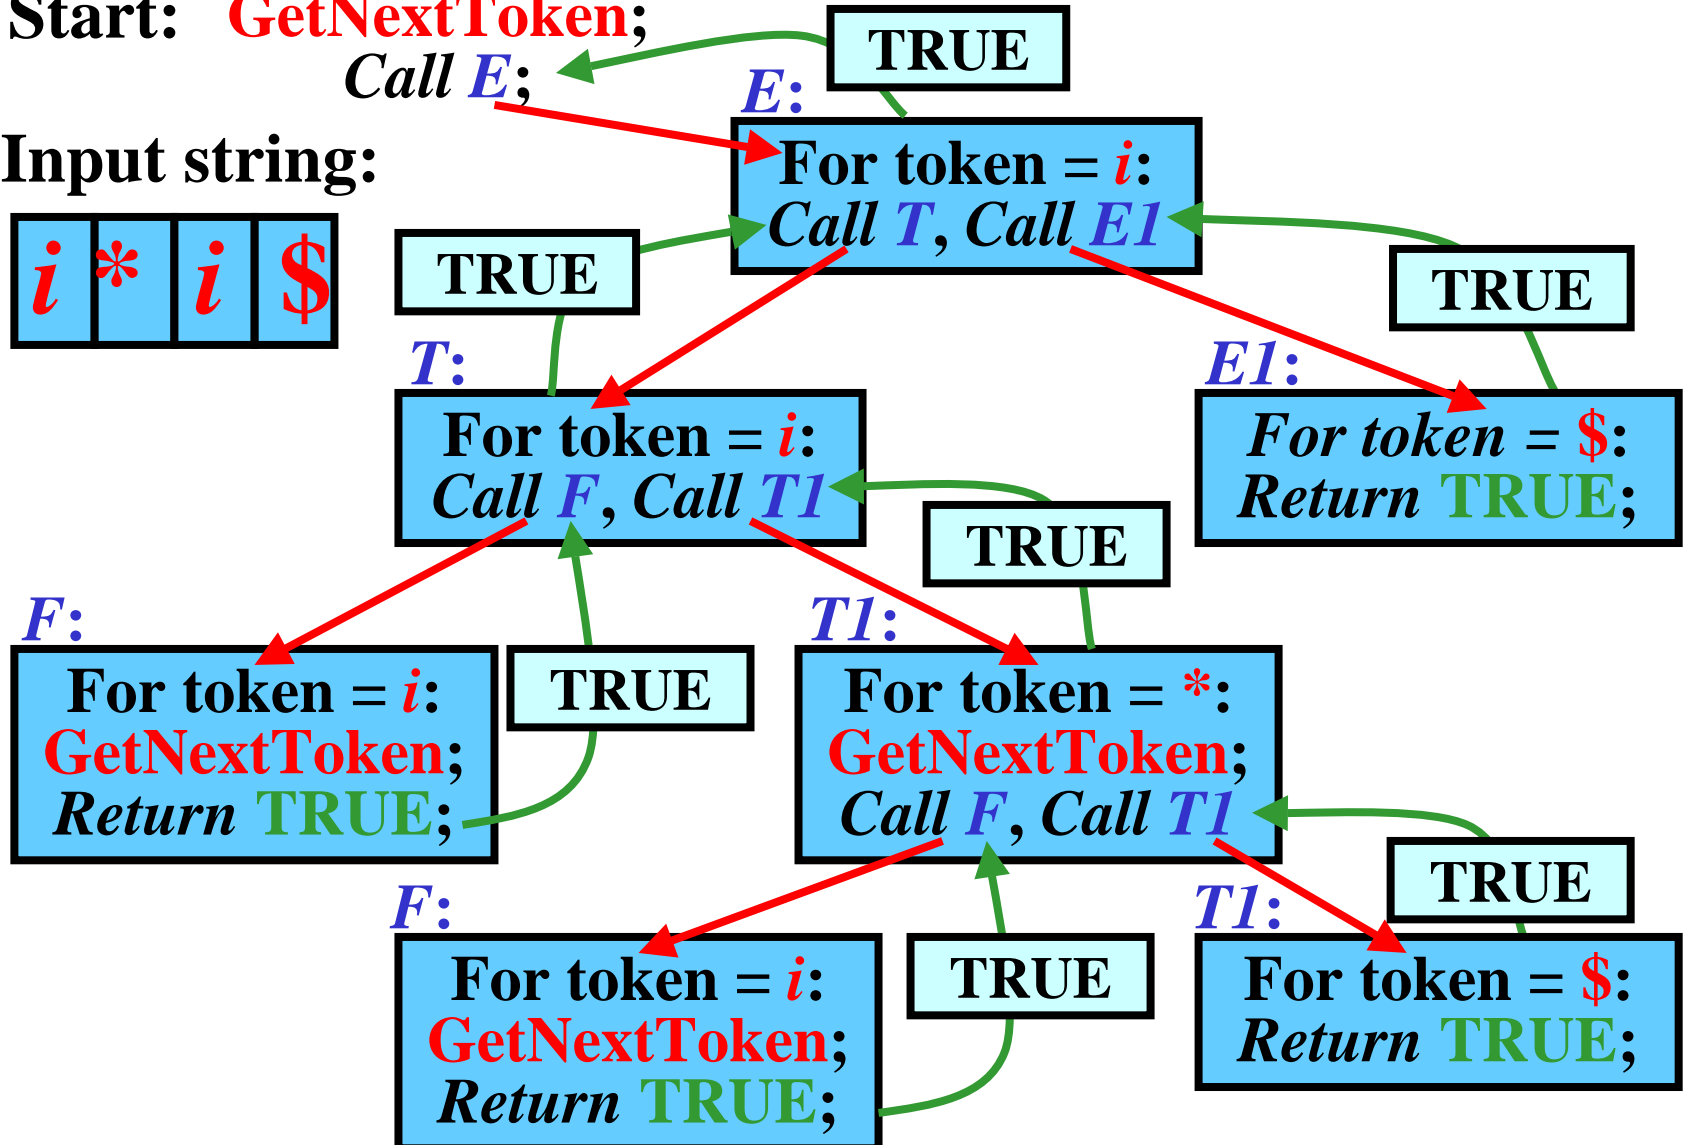 Start: GetNextToken;
Call E;
TRUE
E:
For token = i:
Call T, Call E1
Input string:
i * i $
TRUE
TRUE
T:
For token = i:
Call F, Call T1
E1:
For token = $:
Return TRUE;
TRUE
F:
For token = i:
GetNextToken;
Return TRUE;
TRUE
T1:
For token = *:
GetNextToken;
Call F, Call T1
TRUE
F:
For token = i:
GetNextToken;
Return TRUE;
TRUE
T1:
For token = $:
Return TRUE;